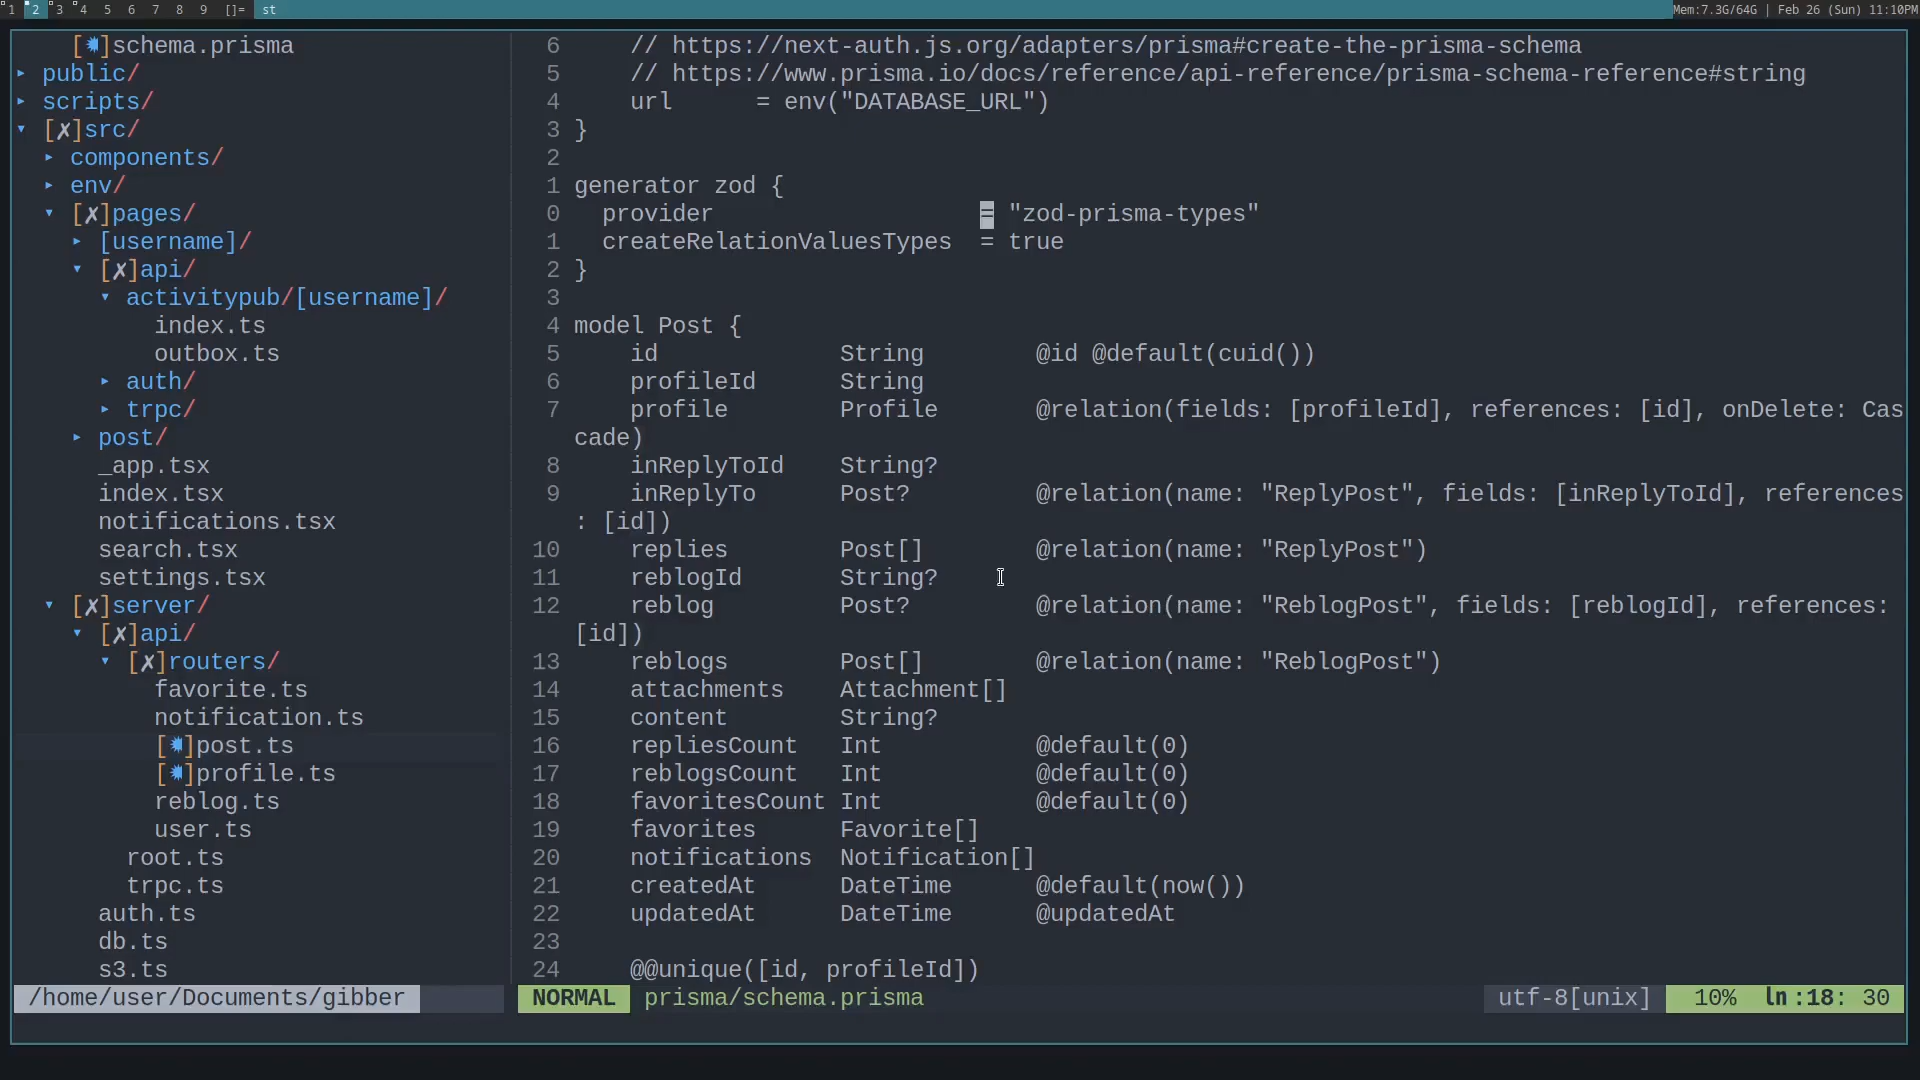 1 2 3 4 5 6 7 8 9 []= st Mem:7.3G/64G | Feb 26 (Sun) 11:10PM
[✹]schema.prisma
▸ public/
▸ scripts/
▾ [✗]src/
▸ components/
▸ env/
▾ [✗]pages/
▸ [username]/
▾ [✗]api/
▾ activitypub/[username]/
index.ts
outbox.ts
▸ auth/
▸ trpc/
▸ post/
_app.tsx
index.tsx
notifications.tsx
search.tsx
settings.tsx
▾ [✗]server/
▾ [✗]api/
▾ [✗]routers/
favorite.ts
notification.ts
[✹]post.ts
[✹]profile.ts
reblog.ts
user.ts
root.ts
trpc.ts
auth.ts
db.ts
s3.ts
/home/user/Documents/gibber
6 // https://next-auth.js.org/adapters/prisma#create-the-prisma-schema
5 // https://www.prisma.io/docs/reference/api-reference/prisma-schema-reference#string
4 url = env("DATABASE_URL")
3 }
2
1 generator zod {
0 provider = "zod-prisma-types"
1 createRelationValuesTypes = true
2 }
3
4 model Post {
5 id String @id @default(cuid())
6 profileId String
7 profile Profile @relation(fields: [profileId], references: [id], onDelete: Cas
cade)
8 inReplyToId String?
9 inReplyTo Post? @relation(name: "ReplyPost", fields: [inReplyToId], references
: [id])
10 replies Post[] @relation(name: "ReplyPost")
11 reblogId String?
12 reblog Post? @relation(name: "ReblogPost", fields: [reblogId], references:
[id])
13 reblogs Post[] @relation(name: "ReblogPost")
14 attachments Attachment[]
15 content String?
16 repliesCount Int @default(0)
17 reblogsCount Int @default(0)
18 favoritesCount Int @default(0)
19 favorites Favorite[]
20 notifications Notification[]
21 createdAt DateTime @default(now())
22 updatedAt DateTime @updatedAt
23
24 @@unique([id, profileId])
NORMAL prisma/schema.prisma utf-8[unix] 10% ln :18: 30